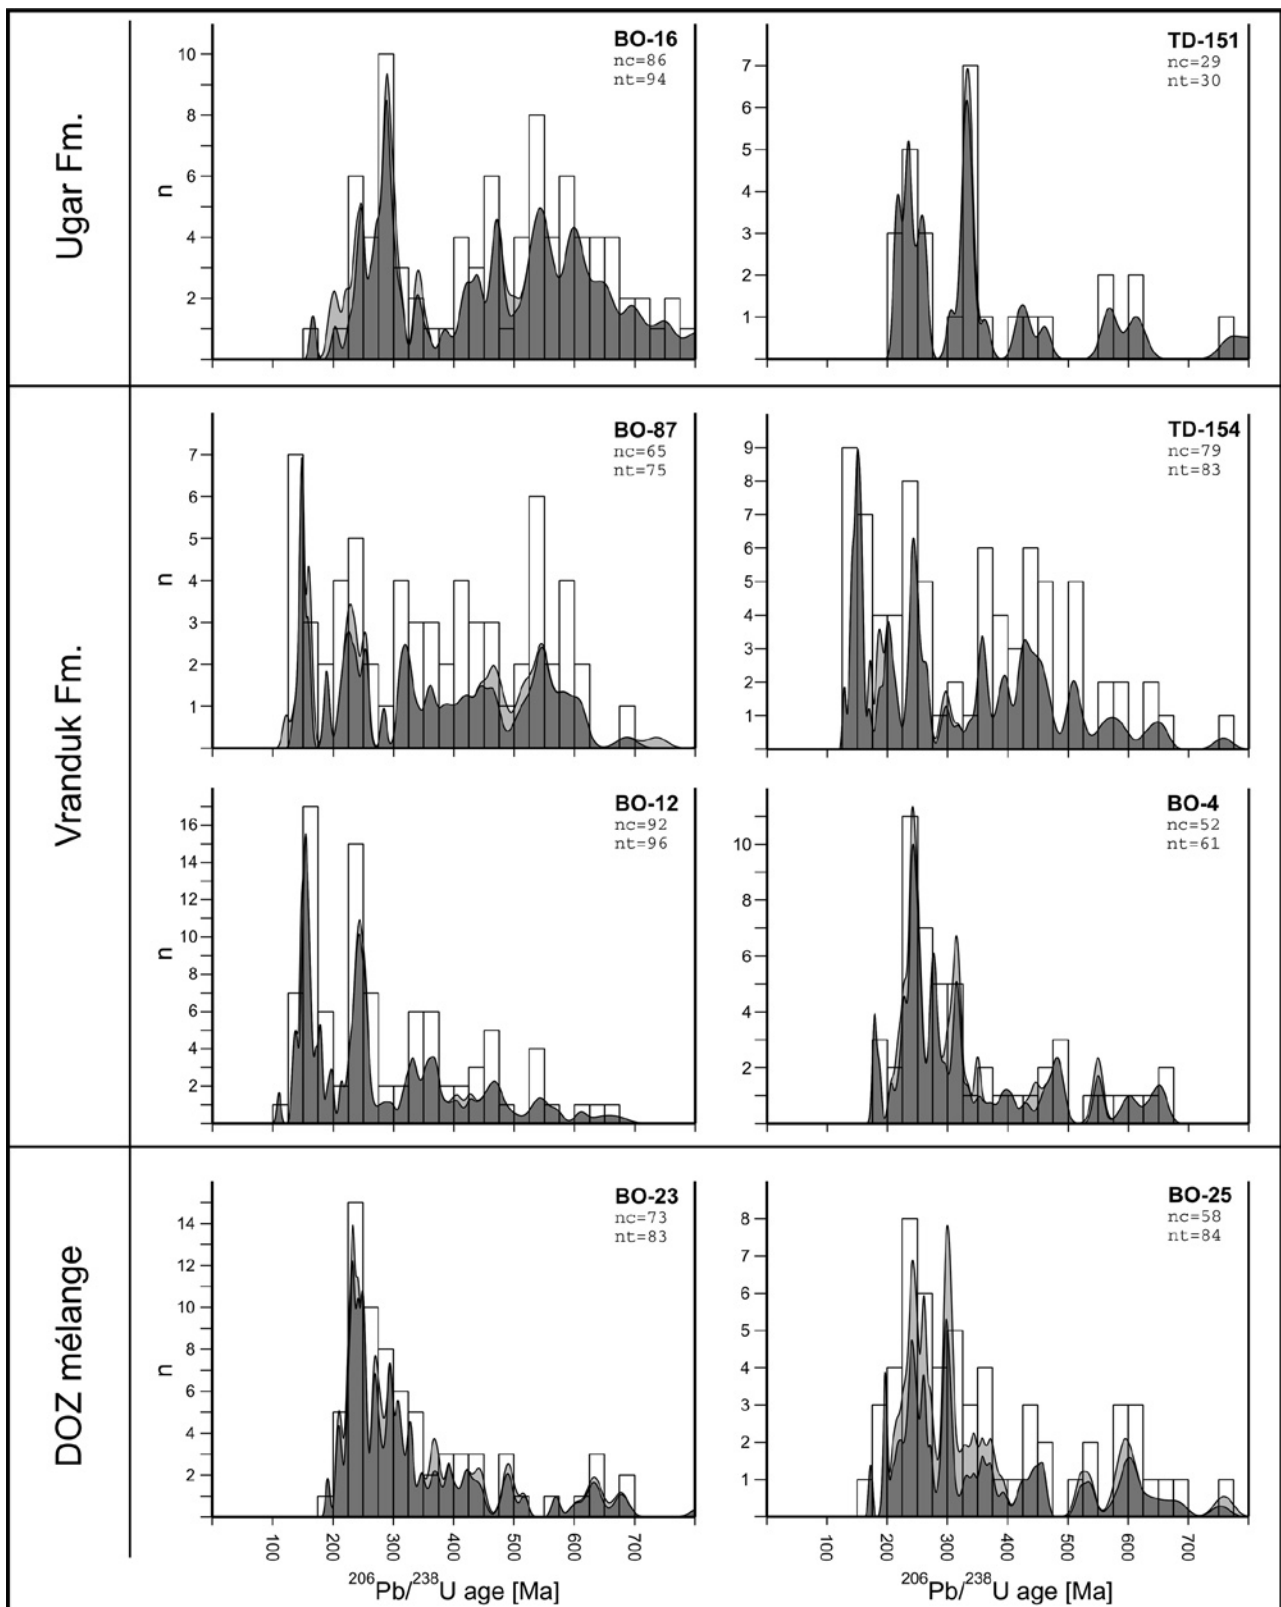 Ugar Fm.
BO-16
nc=86
nt=94
n
10
8
6
4
2
TD-151
nc=29
nt=30
7
6
5
4
3
2
1
Vranduk Fm.
BO-87
nc=65
nt=75
n
7
6
5
4
3
2
1
TD-154
nc=79
nt=83
9
8
7
6
5
4
3
2
1
BO-12
nc=92
nt=96
n
16
14
12
10
8
6
4
2
BO-4
nc=52
nt=61
10
8
6
4
2
DOZ mélange
BO-23
nc=73
nt=83
n
14
12
10
8
6
4
2
100 200 300 400 500 600 700
²⁰⁶Pb/²³⁸U age [Ma]
BO-25
nc=58
nt=84
8
7
6
5
4
3
2
1
100 200 300 400 500 600 700
²⁰⁶Pb/²³⁸U age [Ma]